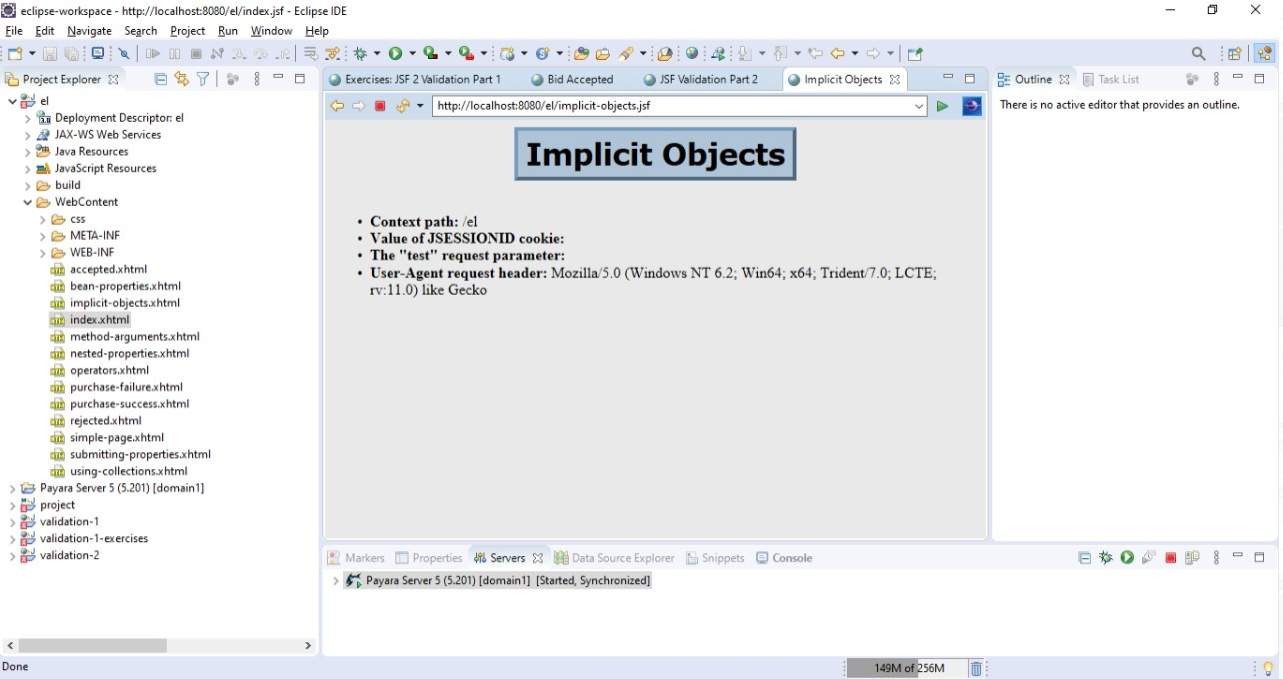 eclipse-workspace - http://localhost:8080/el/index.jsf - Eclipse IDE
File Edit Navigate Search Project Run Window Help
Project Explorer
Exercises: JSF 2 Validation Part 1
Bid Accepted
JSF Validation Part 2
Implicit Objects
Outline
Task List
http://localhost:8080/el/implicit-objects.jsf
There is no active editor that provides an outline.
el
Deployment Descriptor: el
JAX-WS Web Services
Java Resources
JavaScript Resources
build
WebContent
css
META-INF
WEB-INF
accepted.xhtml
bean-properties.xhtml
implicit-objects.xhtml
index.xhtml
method-arguments.xhtml
nested-properties.xhtml
operators.xhtml
purchase-failure.xhtml
purchase-success.xhtml
rejected.xhtml
simple-page.xhtml
submitting-properties.xhtml
using-collections.xhtml
Payara Server 5 (5.201) [domain1]
project
validation-1
validation-1-exercises
validation-2
Implicit Objects
• Context path: /el
• Value of JSESSIONID cookie:
• The "test" request parameter:
• User-Agent request header: Mozilla/5.0 (Windows NT 6.2; Win64; x64; Trident/7.0; LCTE;
rv:11.0) like Gecko
Markers
Properties
Servers
Data Source Explorer
Snippets
Console
Payara Server 5 (5.201) [domain1] [Started, Synchronized]
Done
149M of 256M